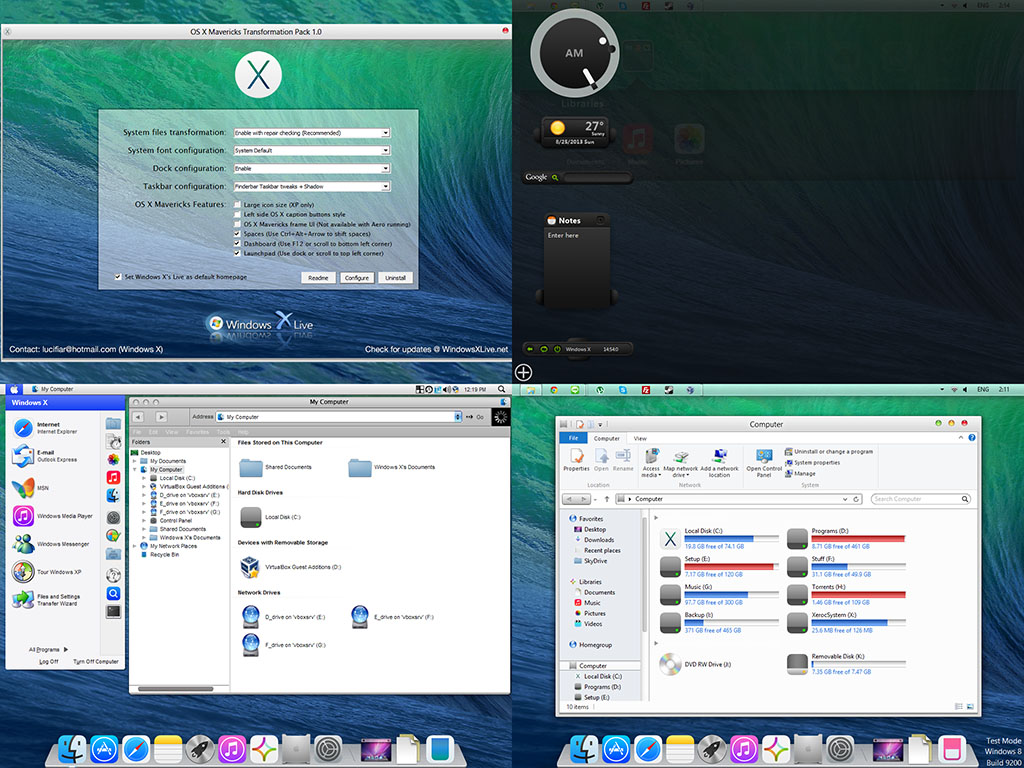 OS X Mavericks Transformation Pack 1.0
X
System files transformation: Enable with repair checking (Recommended)
System font configuration: System Default
Dock configuration: Enable
Taskbar configuration: Finderbar Taskbar tweaks + Shadow
OS X Mavericks Features: Large icon size (XP only)
Left side OS X caption buttons style
OS X Mavericks frame UI (Not available with Aero running)
Spaces (Use Ctrl+Alt+Arrow to shift spaces)
Dashboard (Use F12 or scroll to bottom left corner)
Launchpad (Use dock or scroll to top left corner)
Set Windows X's Live as default homepage
Readme Configure Uninstall
Windows X Live
Contact: lucifiar@hotmail.com (Windows X) Check for updates @ WindowsXLive.net
ENG 2:14
AM
Libraries
27°
Sunny
8/25/2013 Sun
Music Pictures
Google
Notes
Enter here
Windows X 14:54:0
My Computer 12:19 PM
Windows X
Internet
Internet Explorer
E-mail
Outlook Express
MSN
Windows Media Player
Windows Messenger
Tour Windows XP
Files and Settings
Transfer Wizard
All Programs
Log Off Turn Off Computer
My Computer
Address My Computer Go
File Edit View Favorites Tools Help
Folders
Desktop
My Documents
My Computer
Local Disk (C:)
VirtualBox Guest Additions (
D_drive on 'vboxsrv' (E:)
E_drive on 'vboxsrv' (F:)
F_drive on 'vboxsrv' (G:)
Control Panel
Shared Documents
Windows X's Documents
My Network Places
Recycle Bin
Files Stored on This Computer
Shared Documents Windows X's Documents
Hard Disk Drives
Local Disk (C:)
Devices with Removable Storage
VirtualBox Guest Additions (D:)
Network Drives
D_drive on 'vboxsrv' (E:) E_drive on 'vboxsrv' (F:)
F_drive on 'vboxsrv' (G:)
ENG 2:11
Computer
File Computer View
Properties Open Rename
Access media Map network drive Add a network location
Open Control Panel
Uninstall or change a program
System properties
Manage
Location Network System
Computer Search Computer
Favorites
Desktop
Downloads
Recent places
SkyDrive
Libraries
Documents
Music
Pictures
Videos
Homegroup
Computer
Local Disk (C:)
Programs (D:)
Setup (E:)
Local Disk (C:) Programs (D:)
19.8 GB free of 74.1 GB 8.71 GB free of 461 GB
Setup (E:) Stuff (F:)
7.17 GB free of 120 GB 31.1 GB free of 49.9 GB
Music (G:) Torrents (H:)
97.7 GB free of 300 GB 1.46 GB free of 109 GB
Backup (I:) XerocSystem (X:)
371 GB free of 465 GB 25.6 MB free of 126 MB
DVD RW Drive (J:) Removable Disk (K:)
7.35 GB free of 7.47 GB
10 items
Test Mode
Windows 8
Build 9200